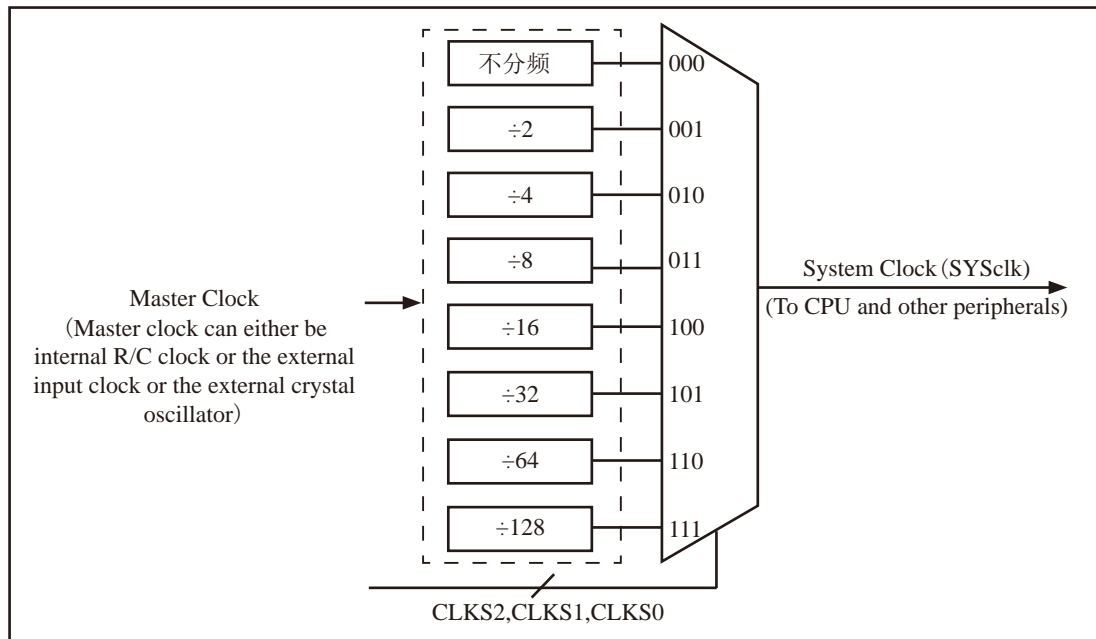 不分频
000
÷2
001
÷4
010
÷8
011
÷16
100
÷32
101
÷64
110
÷128
111
Master Clock
(Master clock can either be
internal R/C clock or the external
input clock or the external crystal
oscillator)
System Clock(SYSclk)
(To CPU and other peripherals)
CLKS2,CLKS1,CLKS0